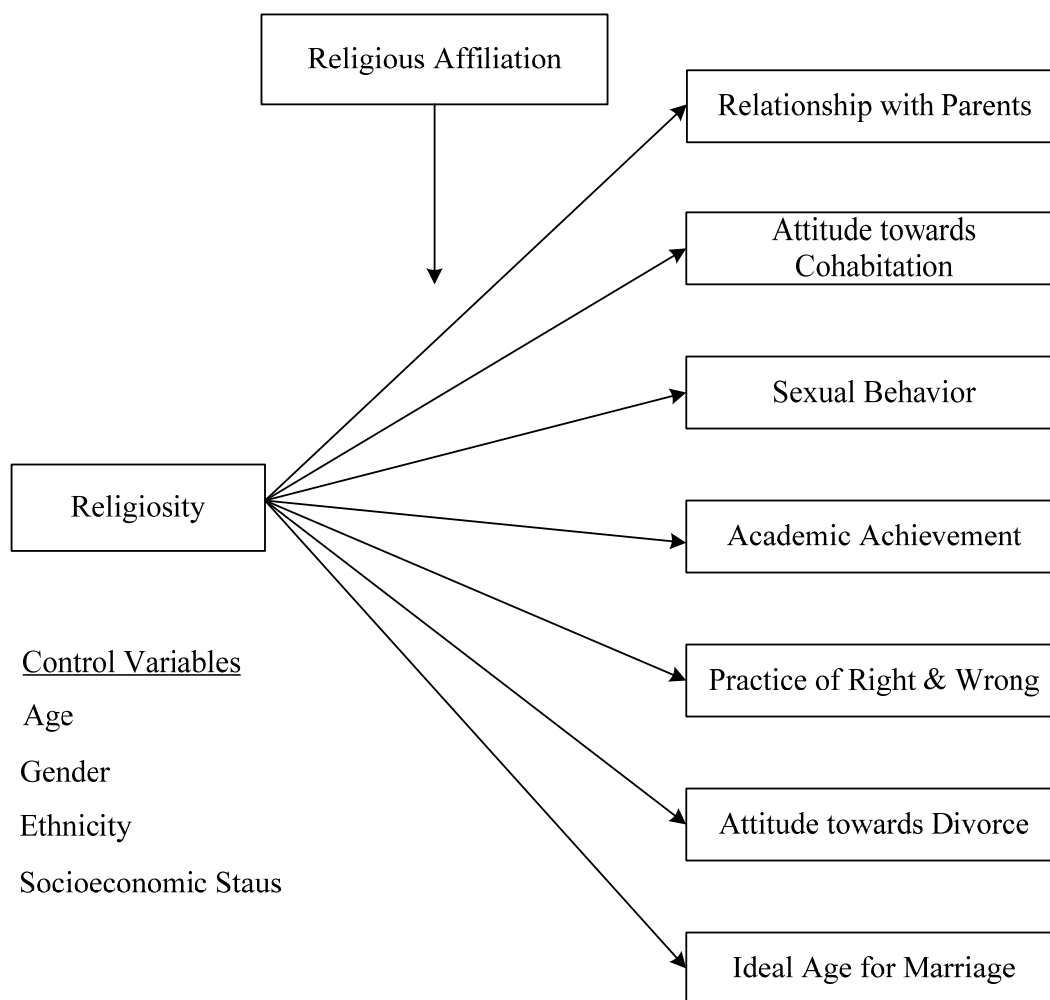 Religious Affiliation
Relationship with Parents
Attitude towards
Cohabitation
Sexual Behavior
Religiosity
Academic Achievement
Control Variables
Age
Gender
Ethnicity
Socioeconomic Staus
Practice of Right & Wrong
Attitude towards Divorce
Ideal Age for Marriage